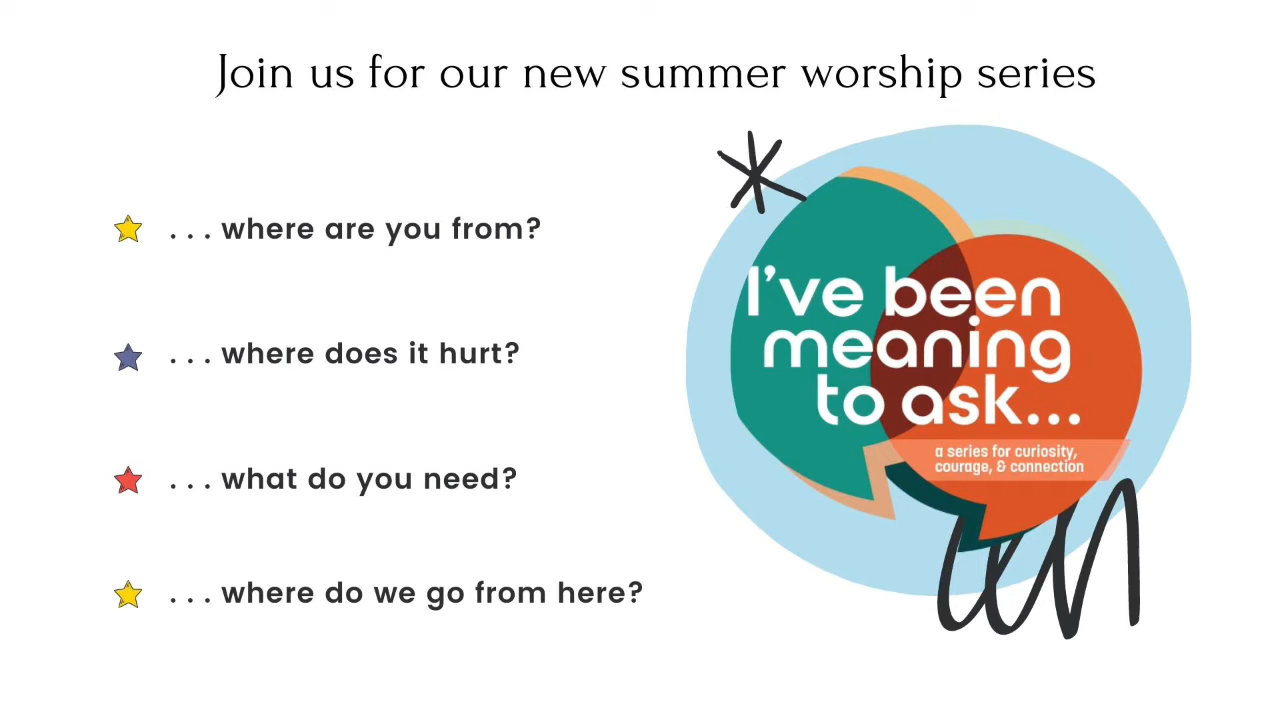 Join us for our new summer worship series
. . . where are you from?
. . . where does it hurt?
. . . what do you need?
. . . where do we go from here?
I've been
meaning
to ask...
a series for curiosity,
courage, & connection